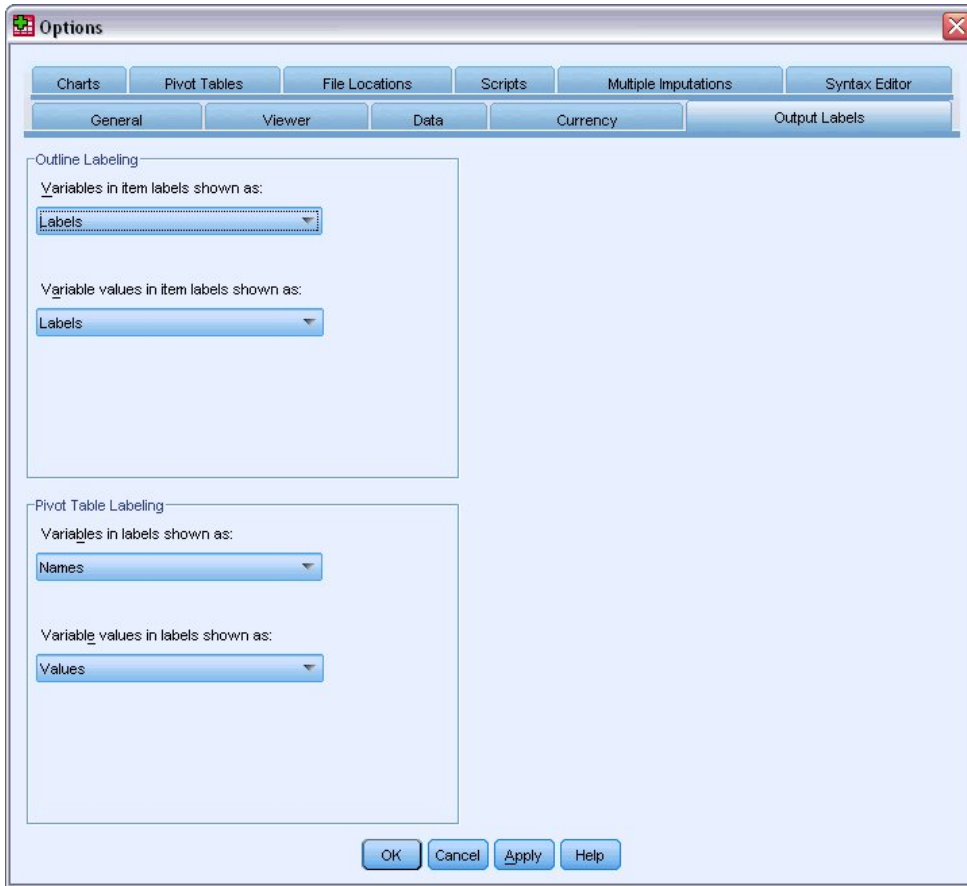 Options
Charts Pivot Tables File Locations Scripts Multiple Imputations Syntax Editor
General Viewer Data Currency Output Labels
Outline Labeling
Variables in item labels shown as:
Labels
Variable values in item labels shown as:
Labels
Pivot Table Labeling
Variables in labels shown as:
Names
Variable values in labels shown as:
Values
OK Cancel Apply Help